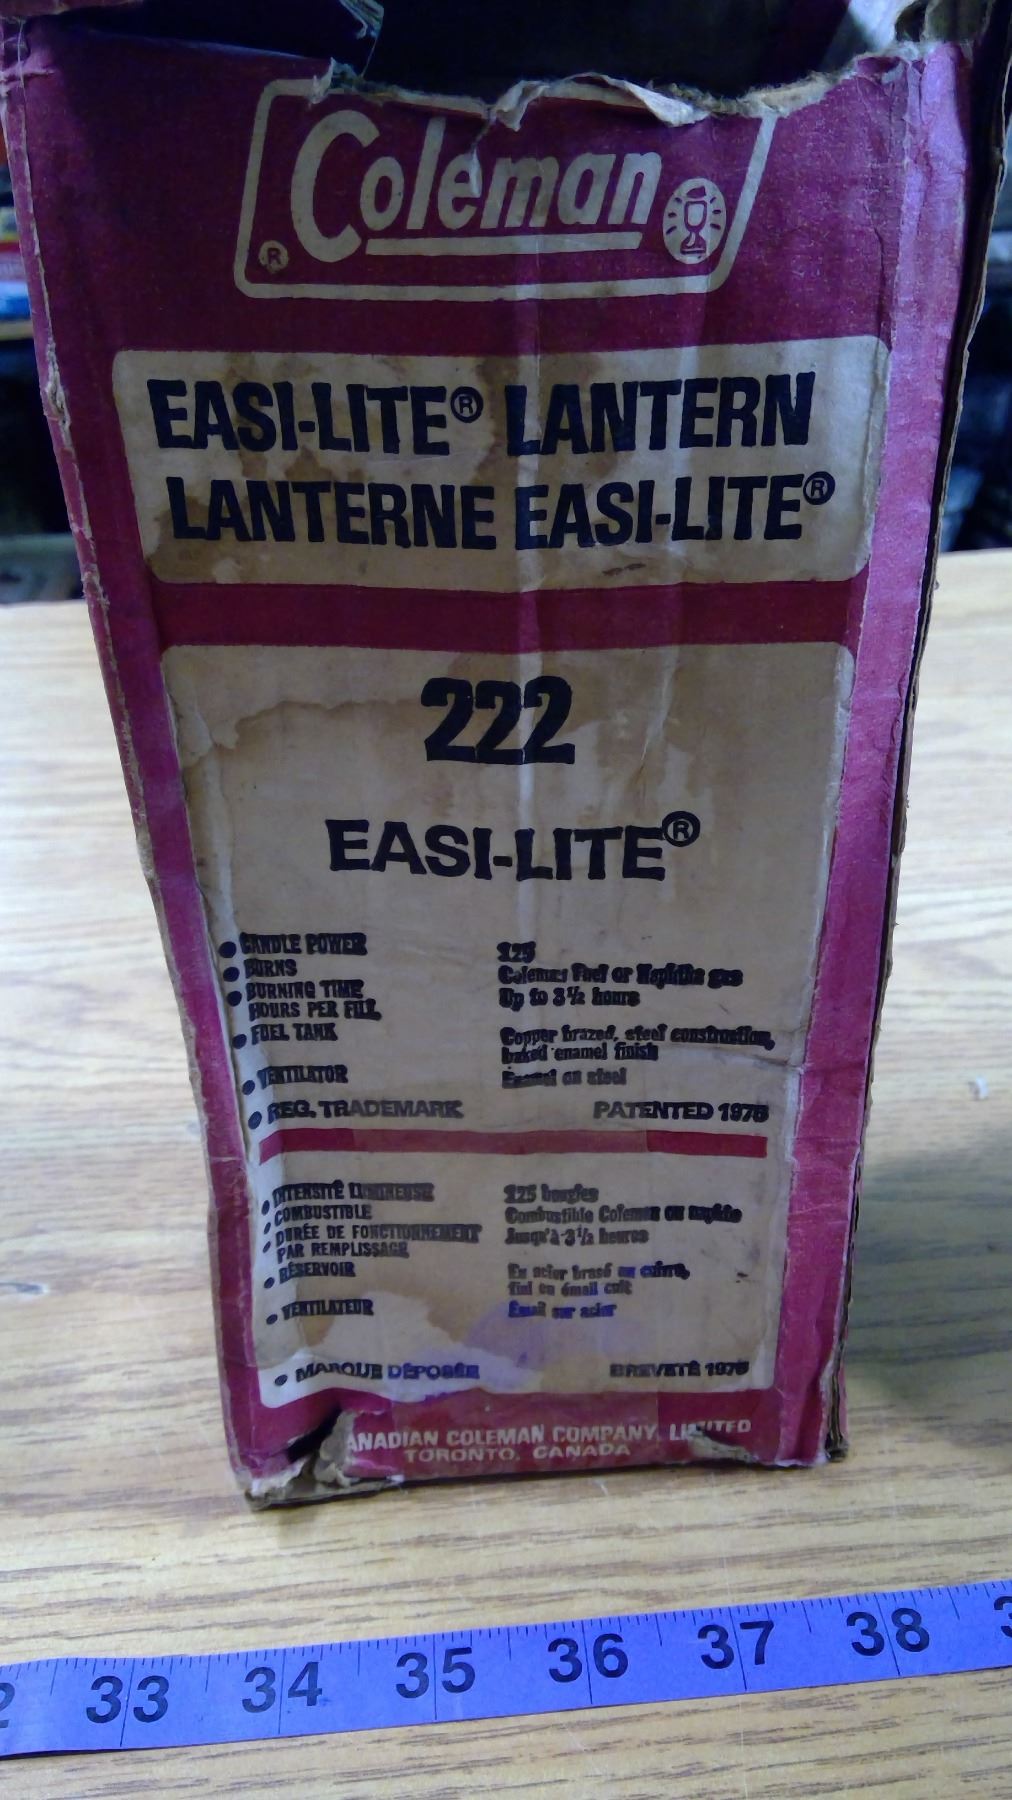 Coleman ®
EASI-LITE® LANTERN
LANTERNE EASI-LITE®
222
EASI-LITE®
• CANDLE POWER 125
• BURNS Coleman Fuel or Naphtha gas
• BURNING TIME Up to 3½ hours
HOURS PER FILL
• FUEL TANK Copper brazed, steel construction,
baked enamel finish
• VENTILATOR Enamel on steel
• REG. TRADEMARK PATENTED
• INTENSITÉ LUMINEUSE 125 bougies
• COMBUSTIBLE Combustible Coleman ou naphte
• DURÉE DE FONCTIONNEMENT Jusqu'à 3½ heures
PAR REMPLISSAGE
• RÉSERVOIR En acier brasé au cuivre,
fini en émail cuit
• VENTILATEUR Émail sur acier
• MARQUE DÉPOSÉE BREVETÉ
ANADIAN COLEMAN COMPANY, LIMITED
TORONTO, CANADA
33 34 35 36 37 38